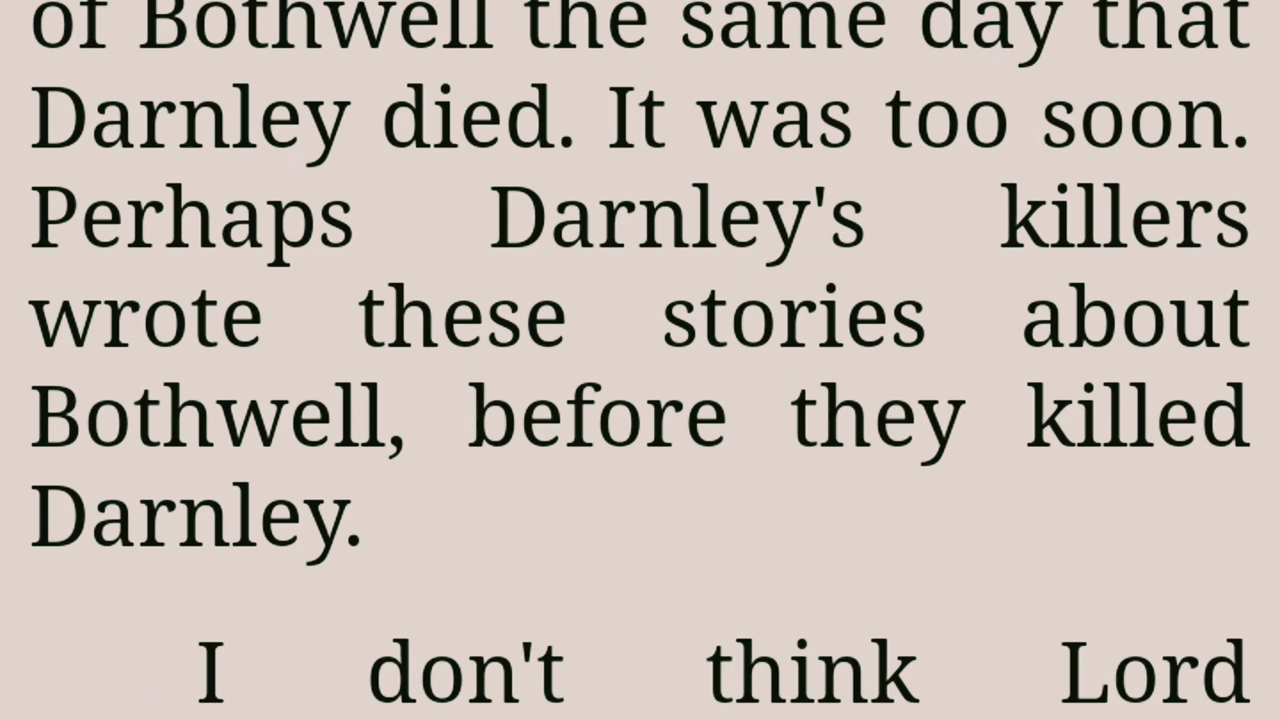 of Bothwell the same day that
Darnley died. It was too soon.
Perhaps Darnley's killers
wrote these stories about
Bothwell, before they killed
Darnley.
I don't think Lord